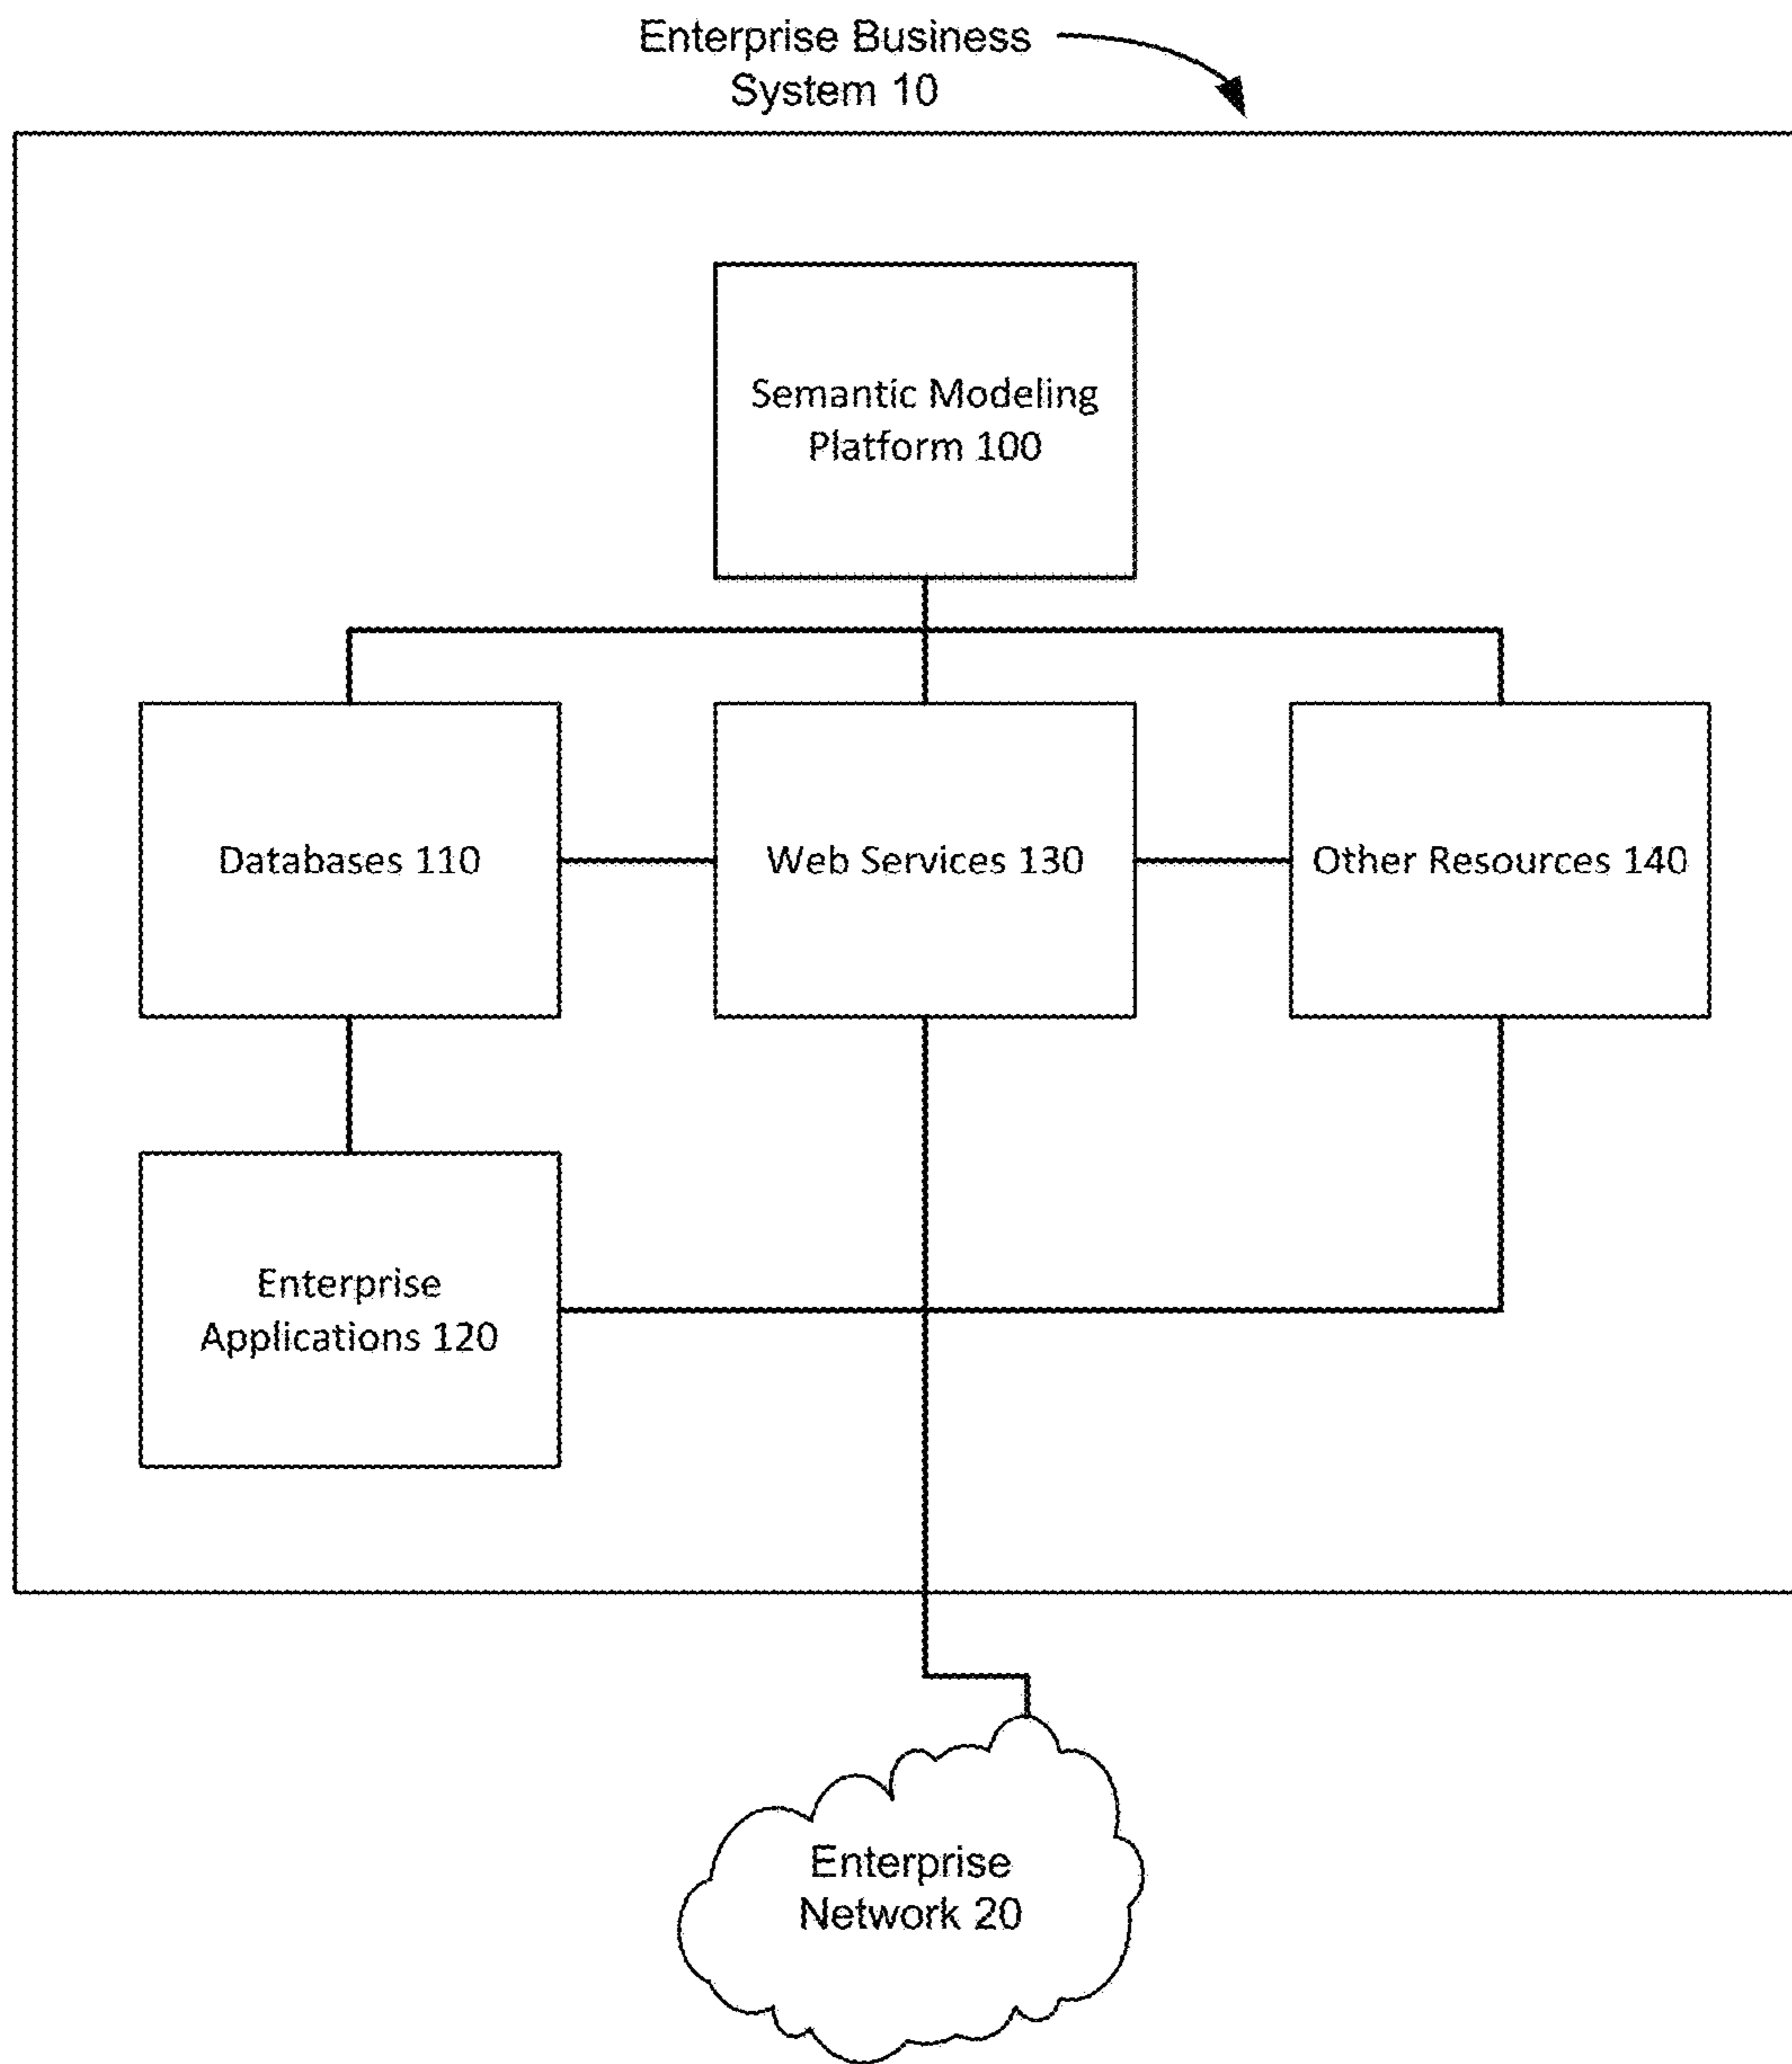 Enterprise Business
System 10
Semantic Modeling
Platform 100
Databases 110
Web Services 130
Other Resources 140
Enterprise
Applications 120
Enterprise
Network 20